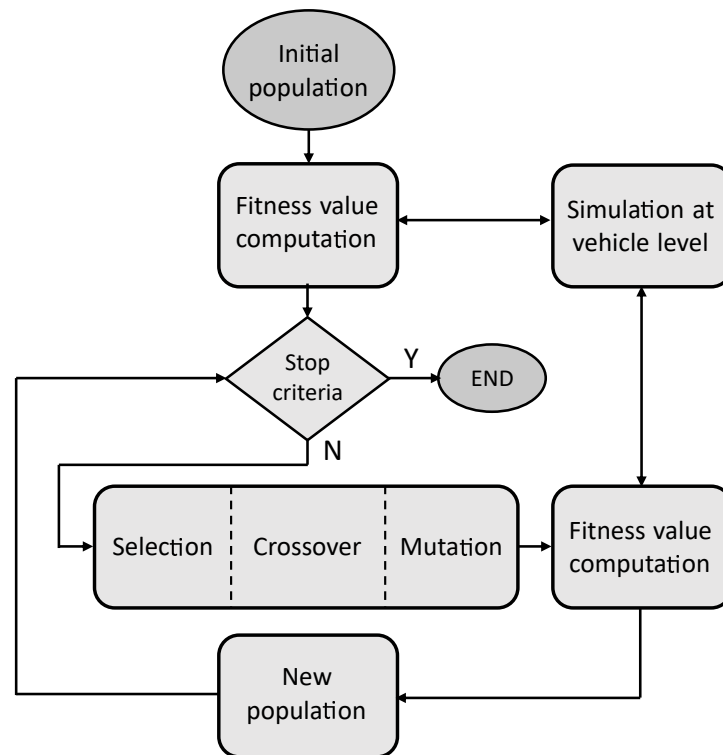 Initial
population
Fitness value
computation
Simulation at
vehicle level
Stop
criteria
Y
END
N
Selection
Crossover
Mutation
Fitness value
computation
New
population